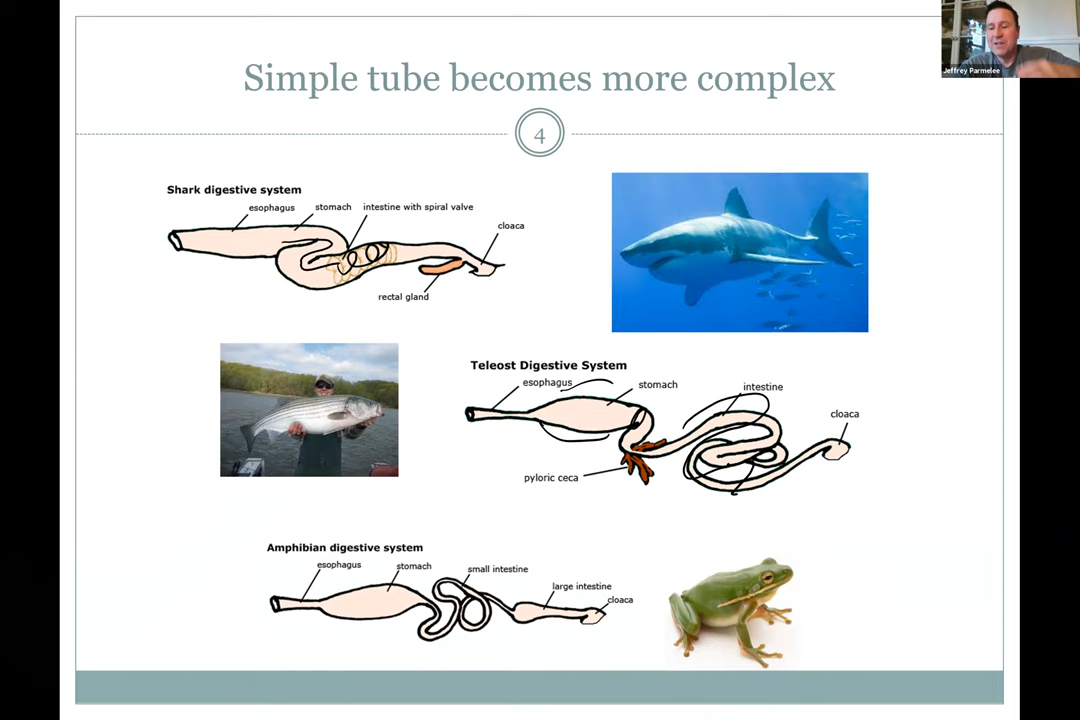 Jeffrey Parmelee
Simple tube becomes more complex
4
Shark digestive system
esophagus
stomach
intestine with spiral valve
cloaca
rectal gland
Teleost Digestive System
esophagus
stomach
intestine
cloaca
pyloric ceca
Amphibian digestive system
esophagus
stomach
small intestine
large intestine
cloaca